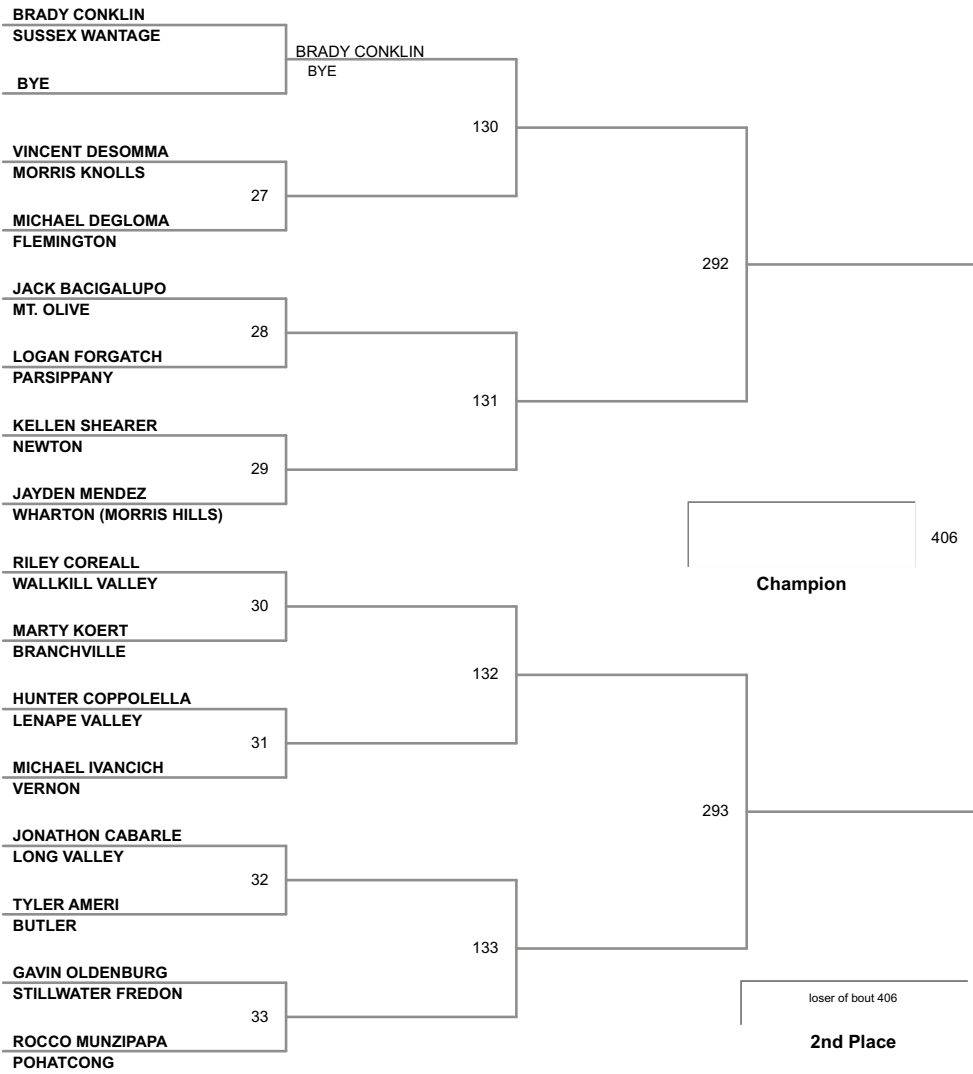 BRADY CONKLIN
SUSSEX WANTAGE
BRADY CONKLIN
BYE
BYE
130
VINCENT DESOMMA
MORRIS KNOLLS
27
MICHAEL DEGLOMA
FLEMINGTON
292
JACK BACIGALUPO
MT. OLIVE
28
LOGAN FORGATCH
PARSIPPANY
131
KELLEN SHEARER
NEWTON
29
JAYDEN MENDEZ
WHARTON (MORRIS HILLS)
406
Champion
RILEY COREALL
WALLKILL VALLEY
30
MARTY KOERT
BRANCHVILLE
132
HUNTER COPPOLELLA
LENAPE VALLEY
31
MICHAEL IVANCICH
VERNON
293
JONATHON CABARLE
LONG VALLEY
32
TYLER AMERI
BUTLER
133
GAVIN OLDENBURG
STILLWATER FREDON
33
ROCCO MUNZIPAPA
POHATCONG
loser of bout 406
2nd Place